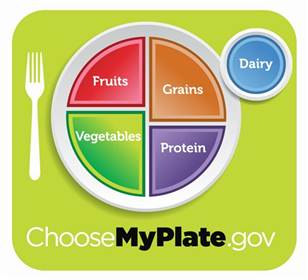 Fruits
Grains
Dairy
Vegetables
Protein
ChooseMyPlate.gov